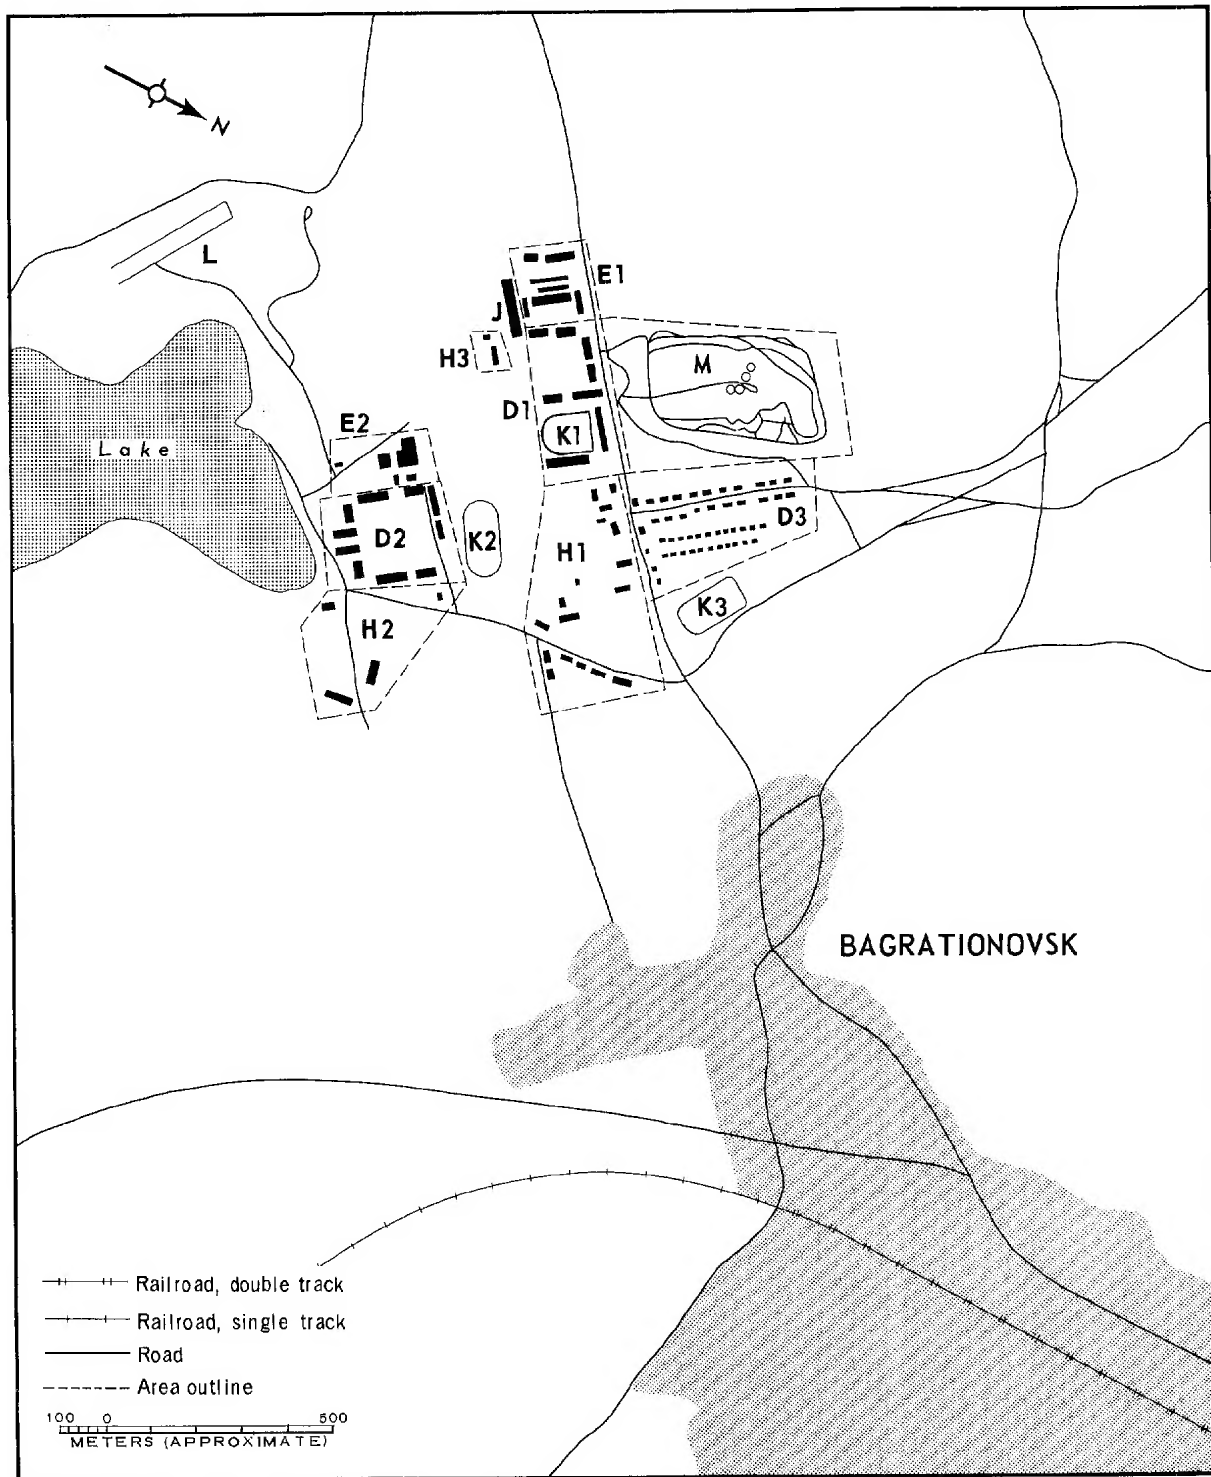 N
L
E1
J
H3
M
D1
K1
E2
Lake
D3
D2
K2
H1
K3
H2
BAGRATIONOVSK
Railroad, double track
Railroad, single track
Road
Area outline
100 0 500
METERS (APPROXIMATE)